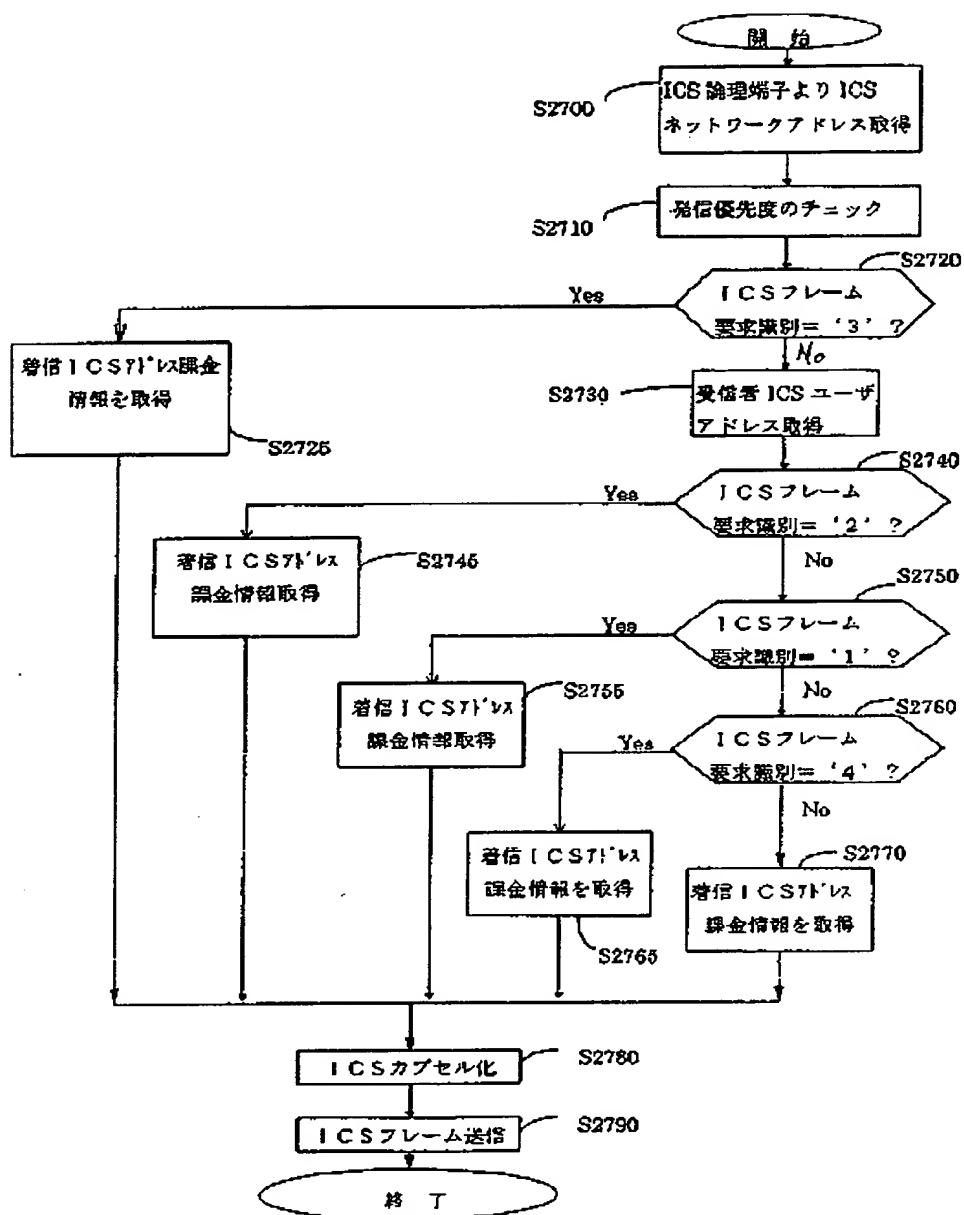 開 始
S2700
ICS論理端子よりICS
ネットワークアドレス取得
S2710
発信優先度のチェック
S2720
ICSフレーム
要求識別=‘3’?
Yes
No
着信ICSアドレス課金
情報を取得
S2725
S2730
受信者ICSユーザ
アドレス取得
S2740
ICSフレーム
要求識別=‘2’?
Yes
No
着信ICSアドレス
課金情報取得
S2745
S2750
ICSフレーム
要求識別=‘1’?
Yes
No
着信ICSアドレス
課金情報取得
S2755
S2760
ICSフレーム
要求識別=‘4’?
Yes
No
着信ICSアドレス
課金情報を取得
S2765
S2770
着信ICSアドレス
課金情報を取得
ICSカプセル化
S2780
ICSフレーム送信
S2790
終 了